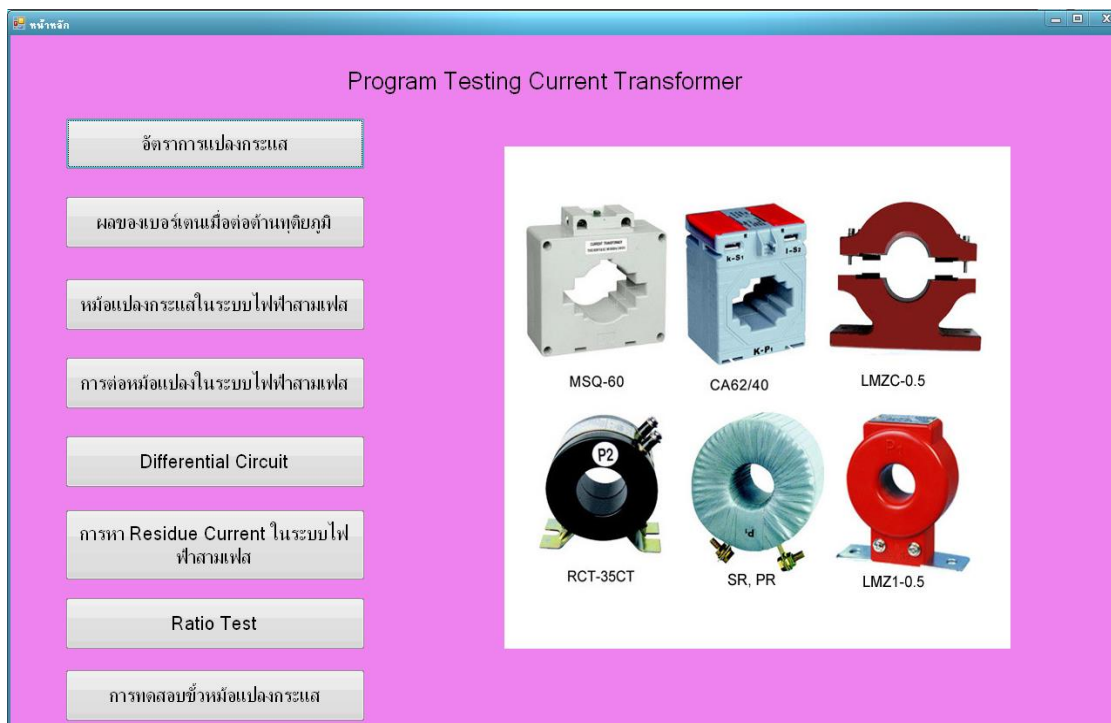 หน้าหลัก
Program Testing Current Transformer
อัตราการแปลงกระแส
ผลของเบอร์เดนเมื่อต่อด้านทุติยภูมิ
หม้อแปลงกระแสในระบบไฟฟ้าสามเฟส
การต่อหม้อแปลงในระบบไฟฟ้าสามเฟส
Differential Circuit
การหา Residue Current ในระบบไฟ
ฟ้าสามเฟส
Ratio Test
การทดสอบขั้วหม้อแปลงกระแส
CURRENT TRANSFORMER
k-S1
l-S2
K-P1
MSQ-60
CA62/40
LMZC-0.5
P2
P1
P1
RCT-35CT
SR, PR
LMZ1-0.5